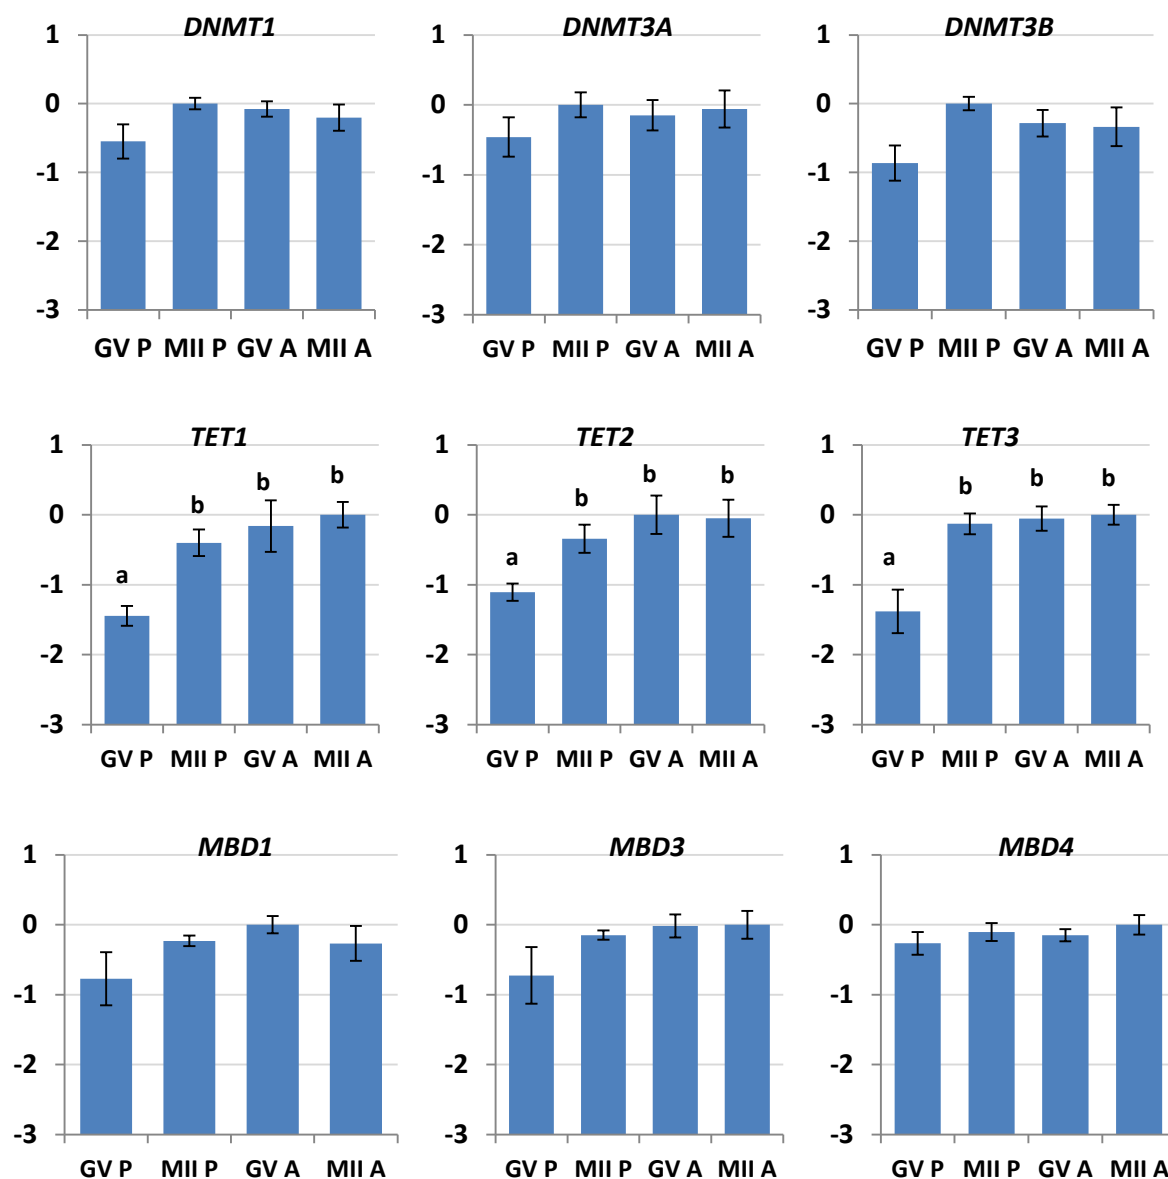 DNMT1 DNMT3A DNMT3B
1 1 1
0 0 0
-1 -1 -1
-2 -2 -2
-3 -3 -3
GV P MII P GV A MII A GV P MII P GV A MII A GV P MII P GV A MII A
TET1 TET2 TET3
1 1 1
b b b b b b b b b
0 0 0
a a a
-1 -1 -1
-2 -2 -2
-3 -3 -3
GV P MII P GV A MII A GV P MII P GV A MII A GV P MII P GV A MII A
MBD1 MBD3 MBD4
1 1 1
0 0 0
-1 -1 -1
-2 -2 -2
-3 -3 -3
GV P MII P GV A MII A GV P MII P GV A MII A GV P MII P GV A MII A